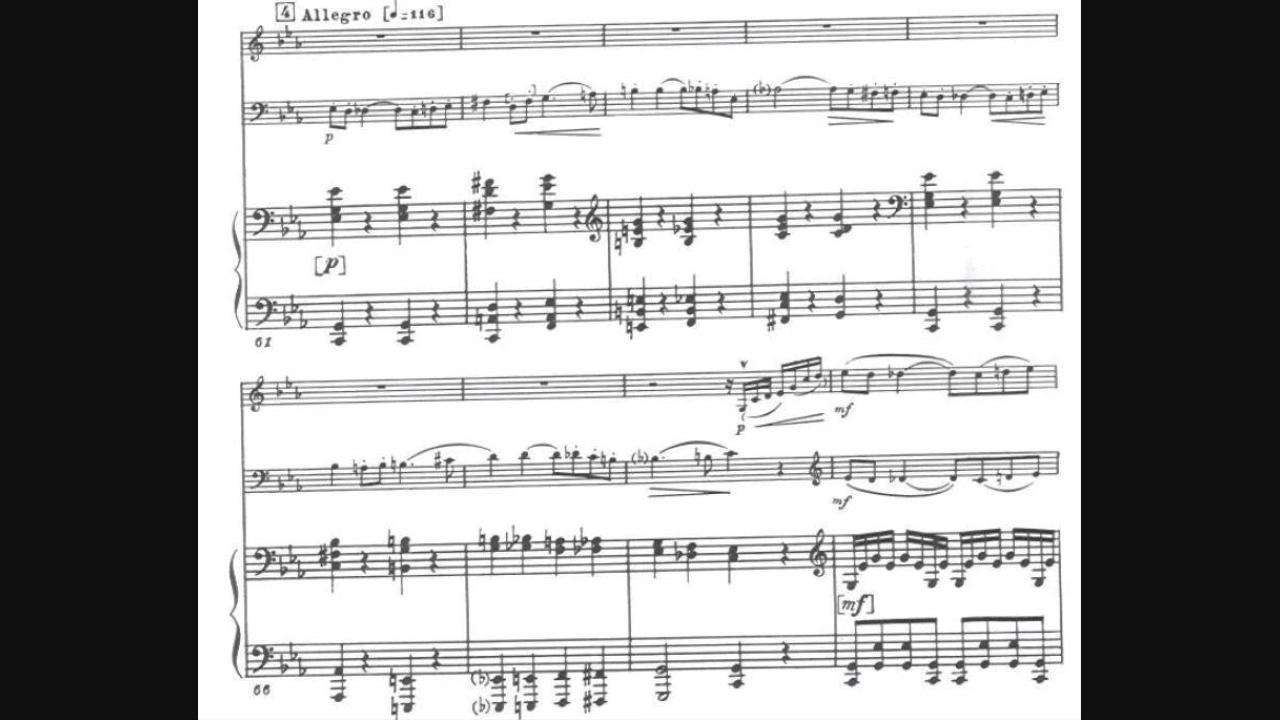 4 Allegro [♩=116]
p
[p]
61
p
mf
mf
[mf]
66